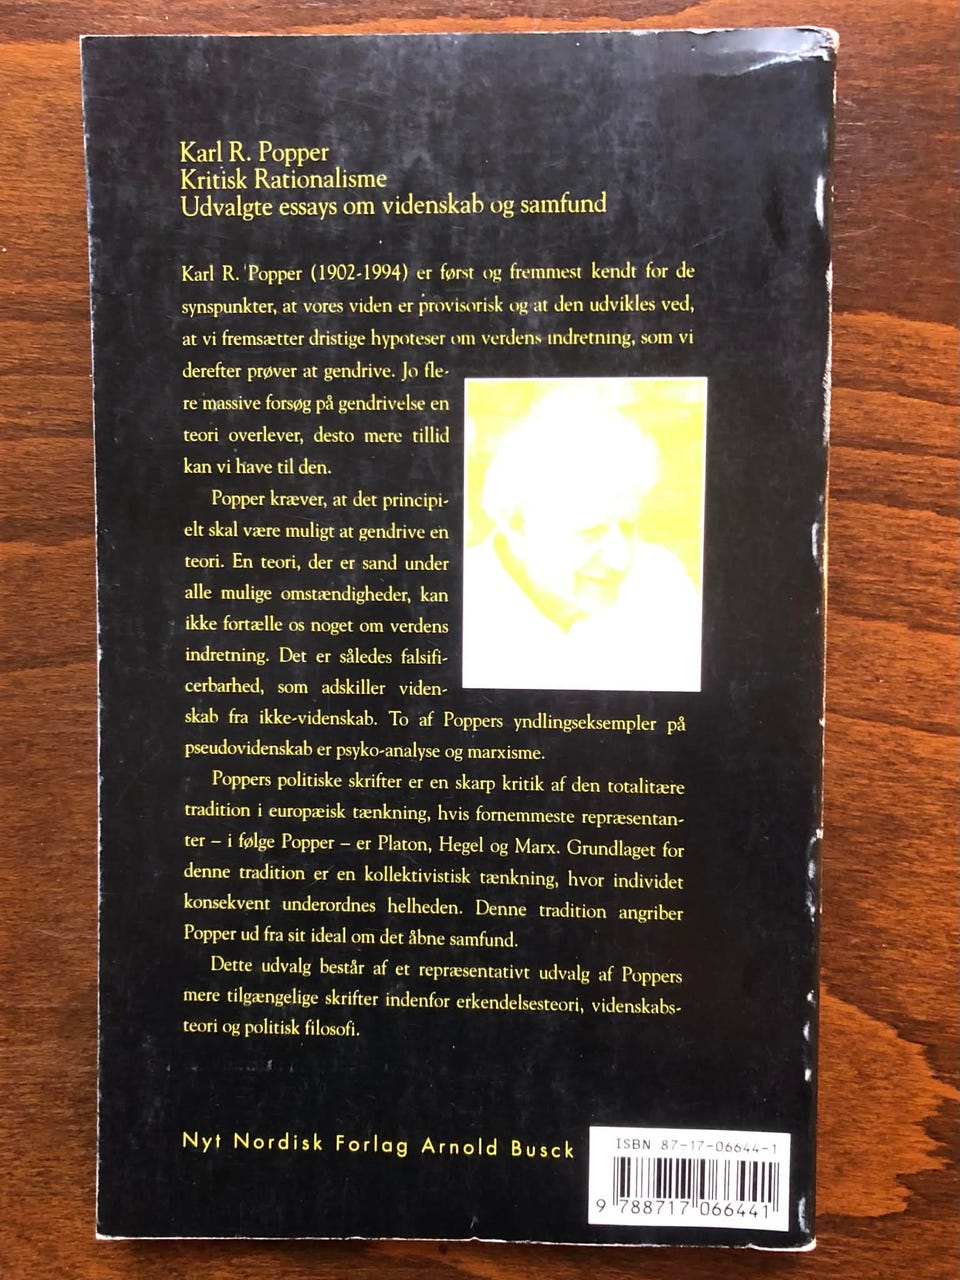 Karl R. Popper
Kritisk Rationalisme
Udvalgte essays om videnskab og samfund
Karl R. Popper (1902-1994) er først og fremmest kendt for de
synspunkter, at vores viden er provisorisk og at den udvikles ved,
at vi fremsætter dristige hypoteser om verdens indretning, som vi
derefter prøver at gendrive. Jo fle-
re massive forsøg på gendrivelse en
teori overlever, desto mere tillid
kan vi have til den.
Popper kræver, at det principi-
elt skal være muligt at gendrive en
teori. En teori, der er sand under
alle mulige omstændigheder, kan
ikke fortælle os noget om verdens
indretning. Det er således falsifi-
cerbarhed, som adskiller viden-
skab fra ikke-videnskab. To af Poppers yndlingseksempler på
pseudovidenskab er psyko-analyse og marxisme.
Poppers politiske skrifter er en skarp kritik af den totalitære
tradition i europæisk tænkning, hvis fornemmeste repræsentan-
ter – i følge Popper – er Platon, Hegel og Marx. Grundlaget for
denne tradition er en kollektivistisk tænkning, hvor individet
konsekvent underordnes helheden. Denne tradition angriber
Popper ud fra sit ideal om det åbne samfund.
Dette udvalg består af et repræsentativt udvalg af Poppers
mere tilgængelige skrifter indenfor erkendelsesteori, videnskabs-
teori og politisk filosofi.
Nyt Nordisk Forlag Arnold Busck
ISBN 87-17-06644-1
9 788717 066441